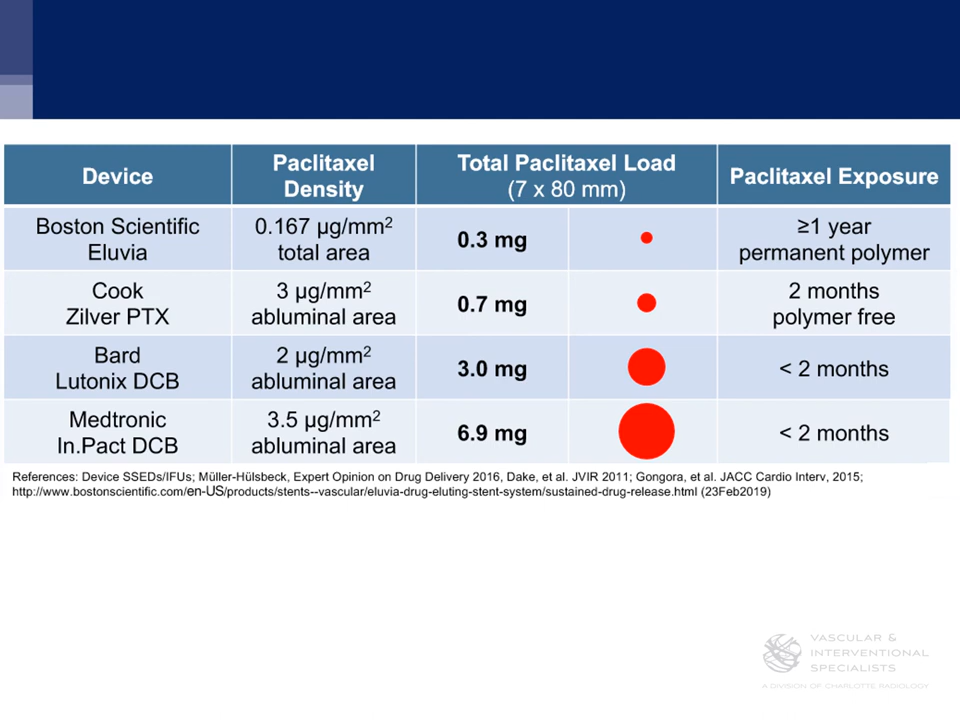 Device
Paclitaxel
Density
Total Paclitaxel Load
(7 x 80 mm)
Paclitaxel Exposure
Boston Scientific
Eluvia
0.167 µg/mm²
total area
0.3 mg
≥1 year
permanent polymer
Cook
Zilver PTX
3 µg/mm²
abluminal area
0.7 mg
2 months
polymer free
Bard
Lutonix DCB
2 µg/mm²
abluminal area
3.0 mg
< 2 months
Medtronic
In.Pact DCB
3.5 µg/mm²
abluminal area
6.9 mg
< 2 months
References: Device SSEDs/IFUs; Müller-Hülsbeck, Expert Opinion on Drug Delivery 2016, Dake, et al. JVIR 2011; Gongora, et al. JACC Cardio Interv, 2015;
http://www.bostonscientific.com/en-US/products/stents--vascular/eluvia-drug-eluting-stent-system/sustained-drug-release.html (23Feb2019)
VASCULAR &
INTERVENTIONAL
SPECIALISTS
A DIVISION OF CHARLOTTE RADIOLOGY